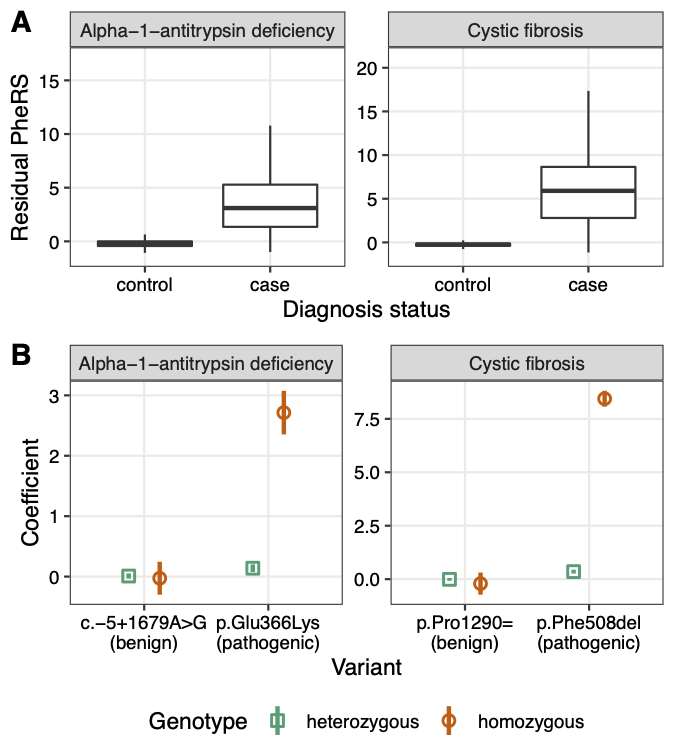 A
Alpha−1−antitrypsin deficiency
Cystic fibrosis
Residual PheRS
15
10
5
0
20
15
10
5
0
control
case
control
case
Diagnosis status
B
Alpha−1−antitrypsin deficiency
Cystic fibrosis
Coefficient
3
2
1
0
7.5
5.0
2.5
0.0
c.−5+1679A>G
(benign)
p.Glu366Lys
(pathogenic)
p.Pro1290=
(benign)
p.Phe508del
(pathogenic)
Variant
Genotype
heterozygous
homozygous